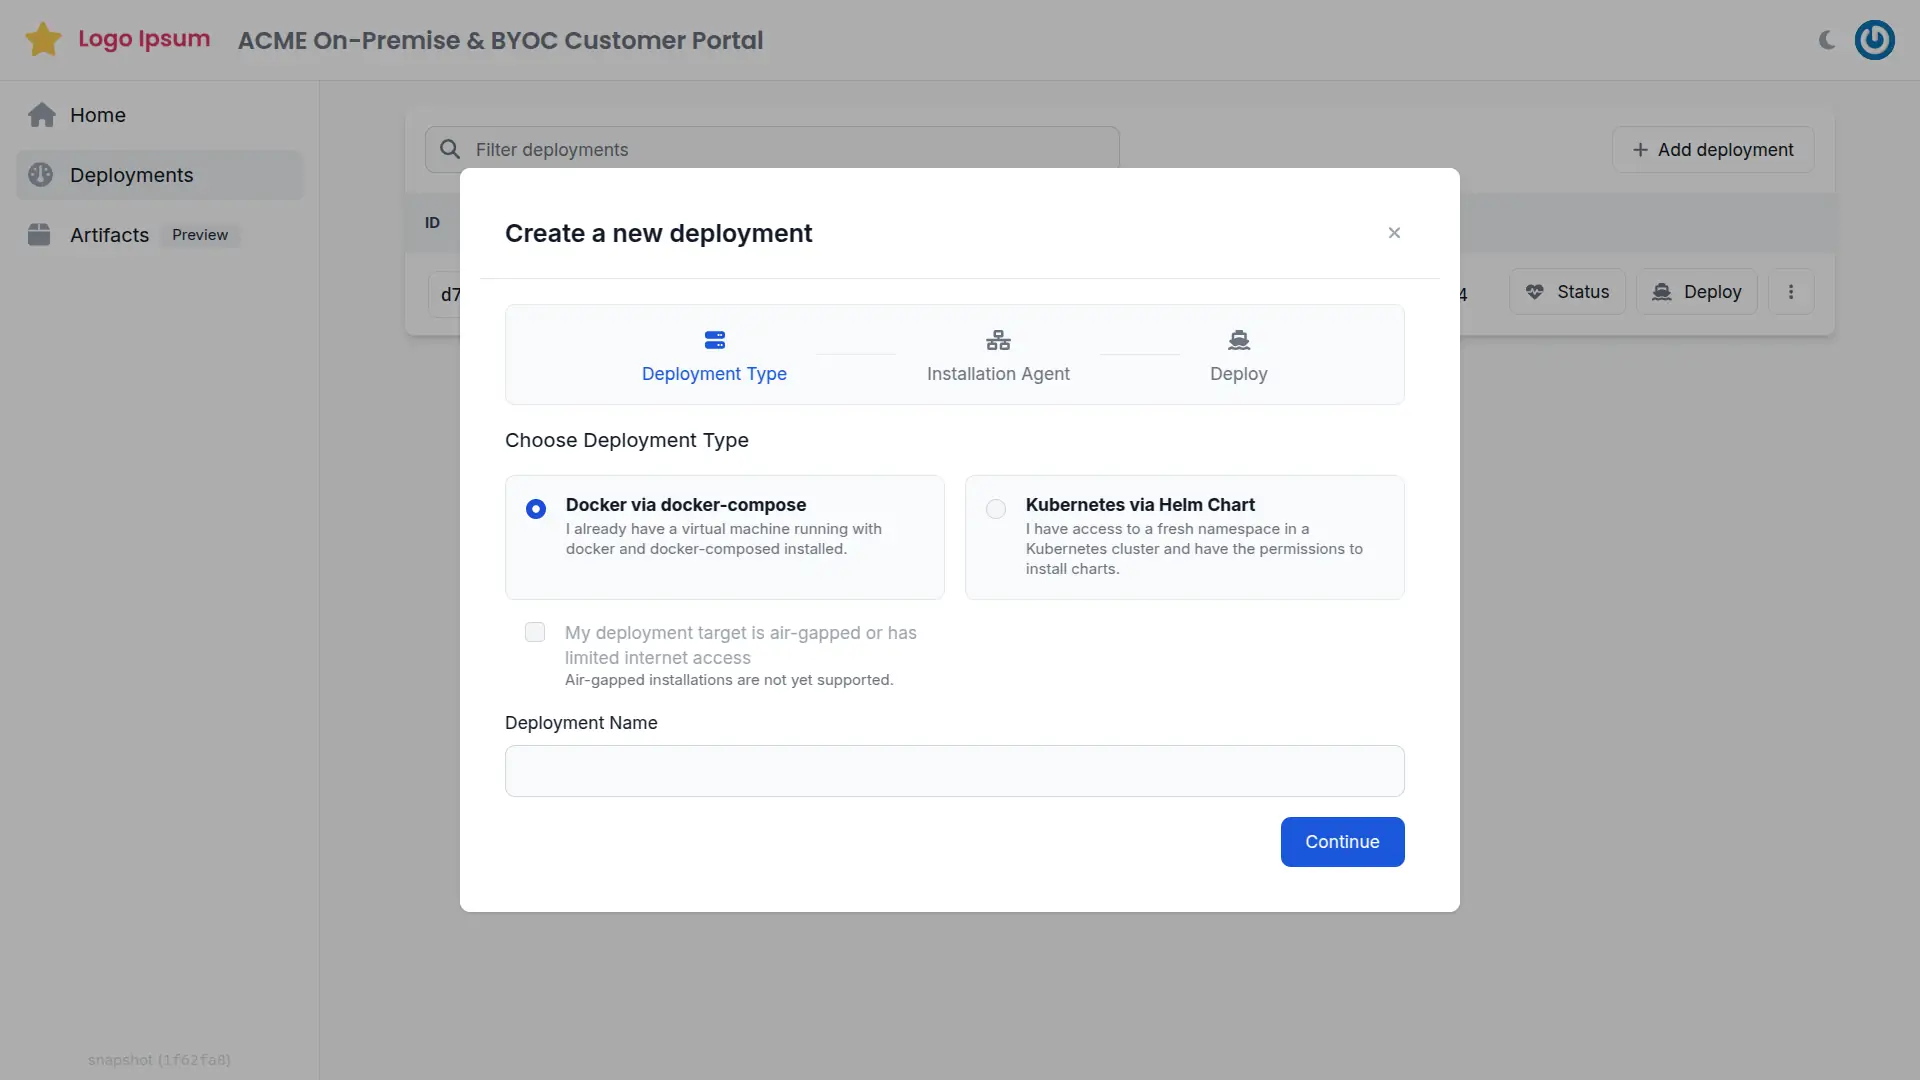 Logo Ipsum
ACME On-Premise & BYOC Customer Portal
Home
Deployments
Artifacts Preview
Filter deployments
Add deployment
ID
d7
4
Status
Deploy
Create a new deployment
Deployment Type
Installation Agent
Deploy
Choose Deployment Type
Docker via docker-compose
I already have a virtual machine running with
docker and docker-composed installed.
Kubernetes via Helm Chart
I have access to a fresh namespace in a
Kubernetes cluster and have the permissions to
install charts.
My deployment target is air-gapped or has
limited internet access
Air-gapped installations are not yet supported.
Deployment Name
Continue
snapshot (1f62fa8)